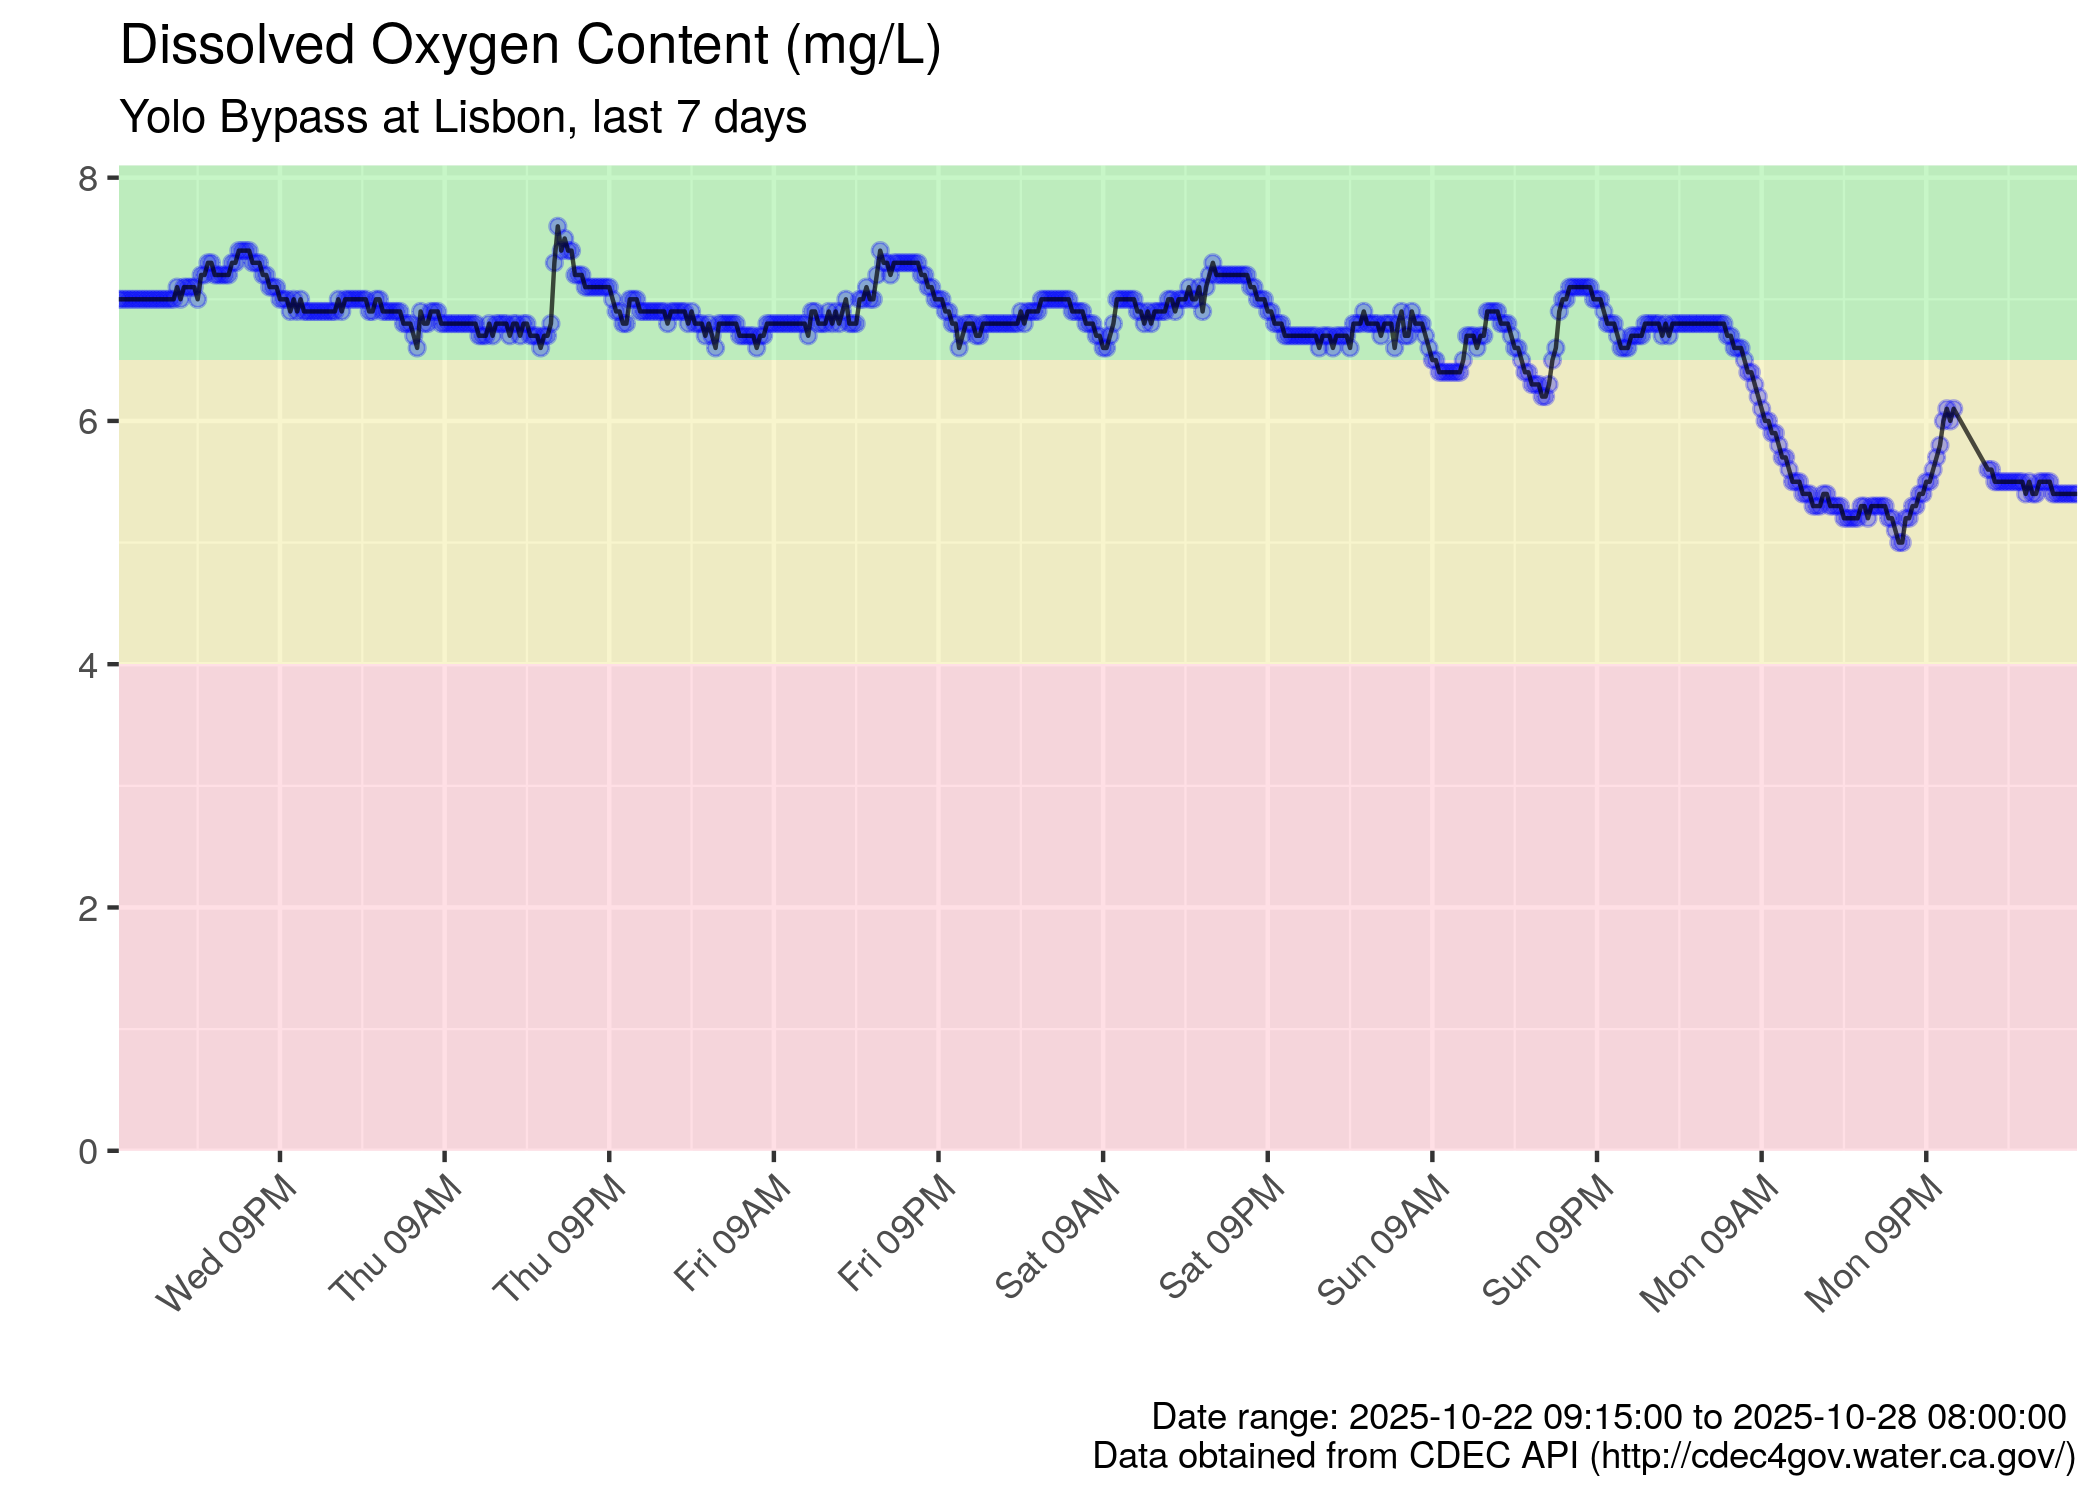 Dissolved Oxygen Content (mg/L)
Yolo Bypass at Lisbon, last 7 days
8
6
4
2
0
Wed 09PM
Thu 09AM
Thu 09PM
Fri 09AM
Fri 09PM
Sat 09AM
Sat 09PM
Sun 09AM
Sun 09PM
Mon 09AM
Mon 09PM
Date range: 2025-10-22 09:15:00 to 2025-10-28 08:00:00
Data obtained from CDEC API (http://cdec4gov.water.ca.gov/)